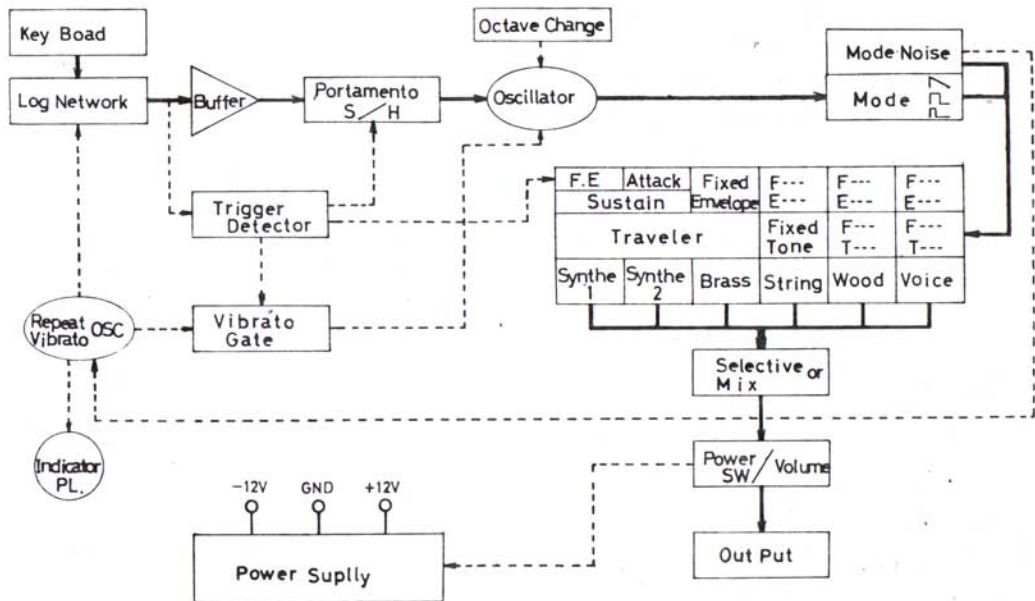 Key Boad
Log Network
Buffer
Portamento
S/H
Octave Change
Oscillator
Mode Noise
Mode
Trigger
Detector
Repeat
Vibrato OSC
Vibrato
Gate
Indicator
PL.
F.E
Attack
Sustain
Fixed
Emvelope
F---
E---
F---
E---
F---
E---
Traveler
Fixed
Tone
F---
T---
F---
T---
Synthe
1
Synthe
2
Brass
String
Wood
Voice
Selective or
Mix
Power
SW/Volume
Out Put
-12V
GND
+12V
Power Suplly